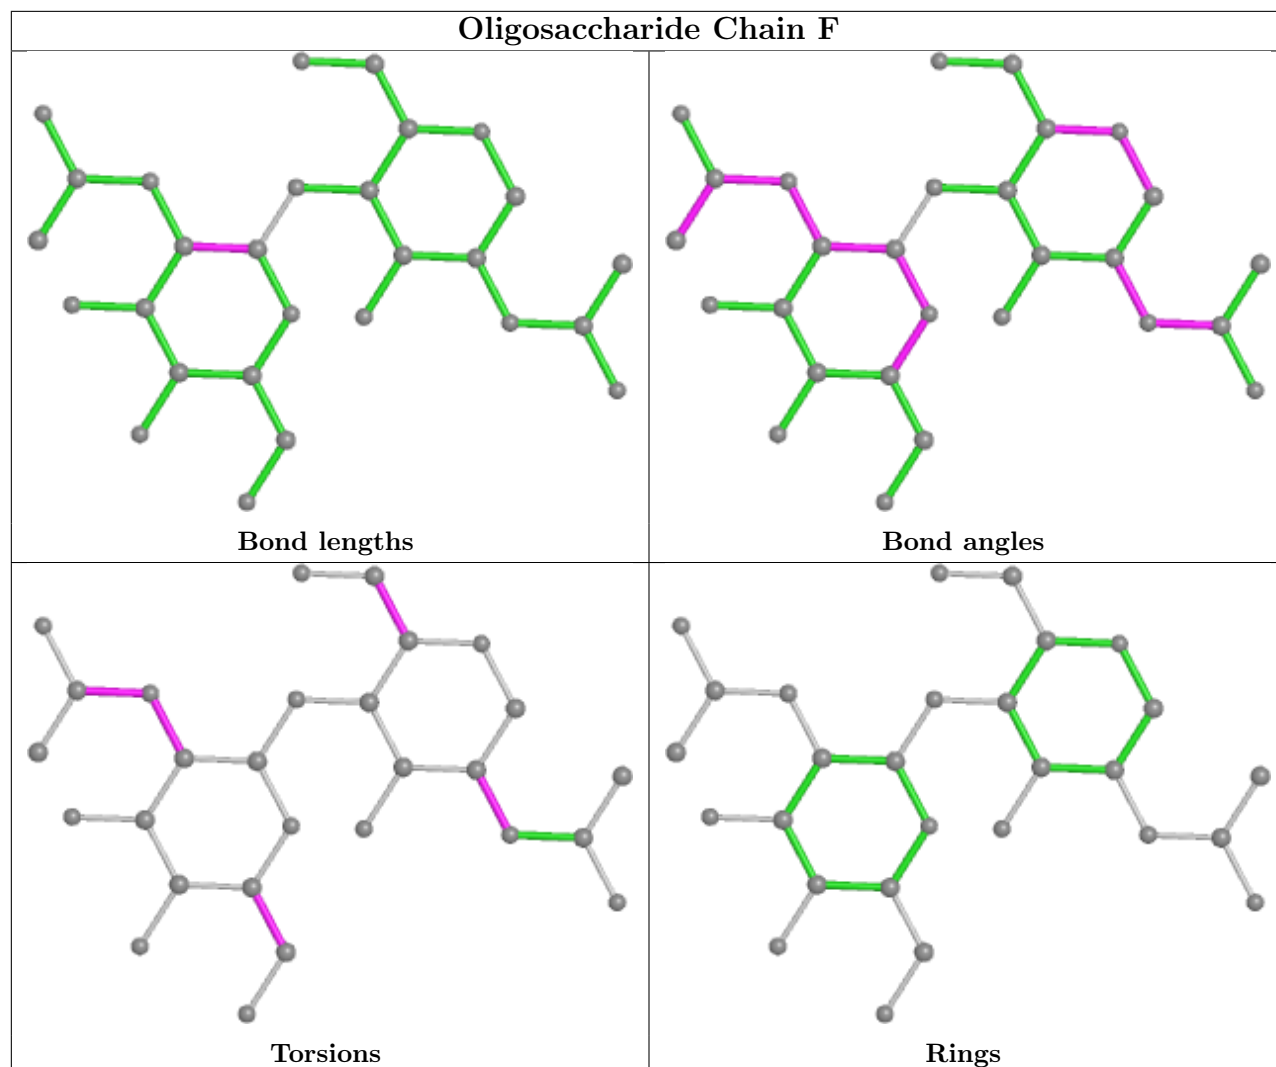 Oligosaccharide Chain F
Bond lengths
Bond angles
Torsions
Rings